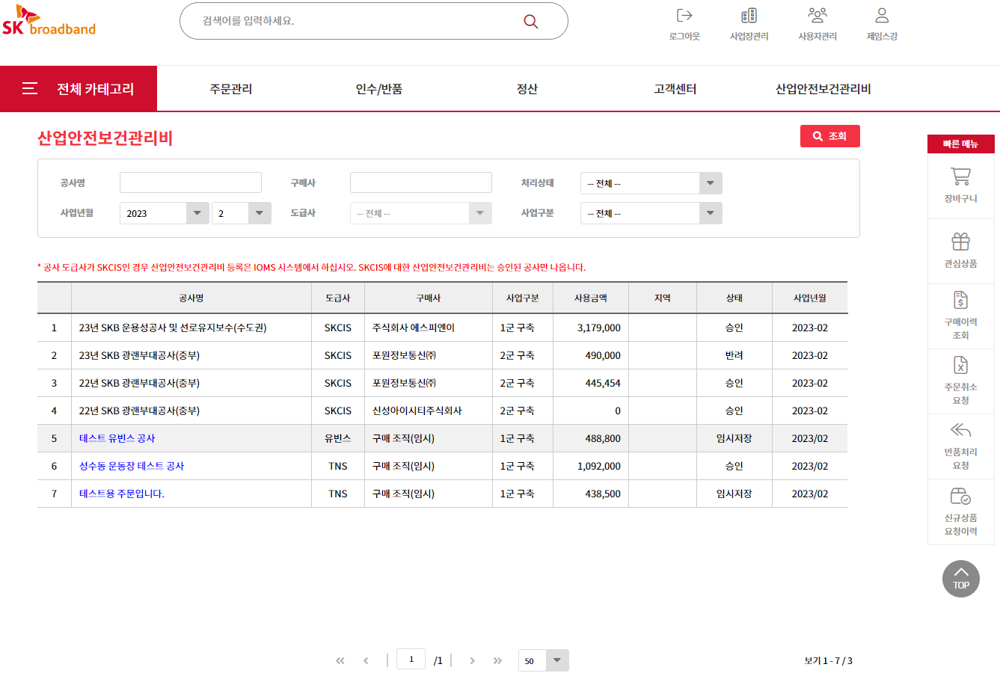 SK broadband
검색어를 입력하세요.
로그아웃 사업장관리 사용자관리 제임스강
전체 카테고리 주문관리 인수/반품 정산 고객센터 산업안전보건관리비
산업안전보건관리비 조회
공사명 구매사 처리상태 -- 전체 --
사업년월 2023 2 도급사 -- 전체 -- 사업구분 -- 전체 --
* 공사 도급사가 SKCIS인 경우 산업안전보건관리비 등록은 IOMS 시스템에서 하십시오. SKCIS에 대한 산업안전보건관리비는 승인된 공사만 나옵니다.
공사명 도급사 구매사 사업구분 사용금액 지역 상태 사업년월
1 23년 SKB 운용성공사 및 선로유지보수(수도권) SKCIS 주식회사 에스피엔이 1군 구축 3,179,000 승인 2023-02
2 23년 SKB 광랜부대공사(중부) SKCIS 포원정보통신㈜ 2군 구축 490,000 반려 2023-02
3 22년 SKB 광랜부대공사(중부) SKCIS 포원정보통신㈜ 2군 구축 445,454 승인 2023-02
4 22년 SKB 광랜부대공사(중부) SKCIS 신성아이시티주식회사 2군 구축 0 승인 2023-02
5 테스트 유빈스 공사 유빈스 구매 조직(임시) 1군 구축 488,800 임시저장 2023/02
6 성수동 운동장 테스트 공사 TNS 구매 조직(임시) 1군 구축 1,092,000 승인 2023/02
7 테스트용 주문입니다. TNS 구매 조직(임시) 1군 구축 438,500 임시저장 2023/02
빠른 메뉴
장바구니
관심상품
구매이력
조회
주문취소
요청
반품처리
요청
신규상품
요청이력
TOP
1 /1 50 보기 1 - 7 / 3